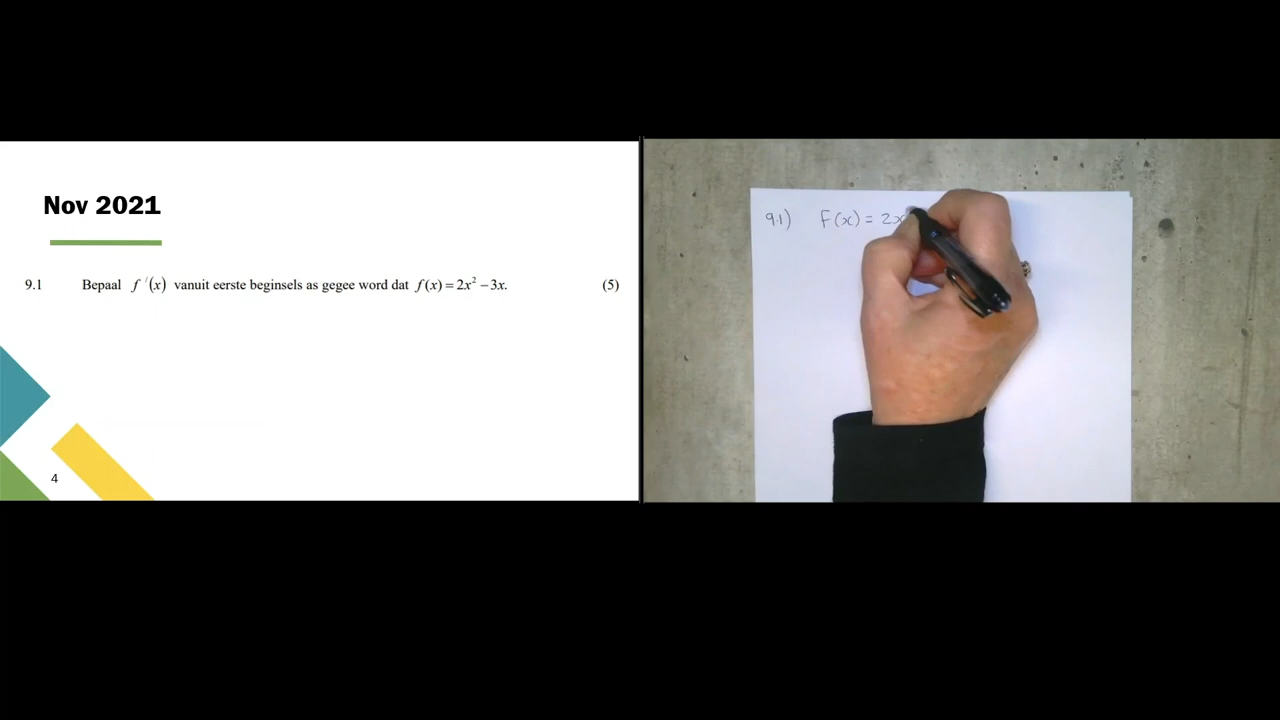 Nov 2021
9.1 Bepaal f ′(x) vanuit eerste beginsels as gegee word dat f(x) = 2x² − 3x. (5)
4
9.1) F(x) = 2x